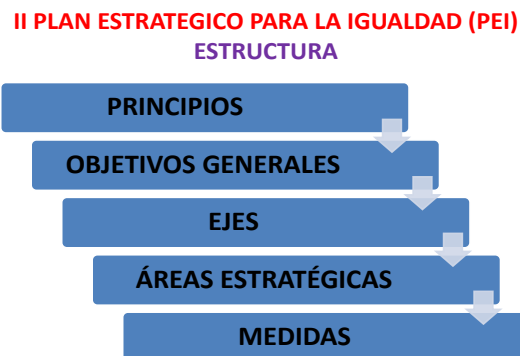 II PLAN ESTRATEGICO PARA LA IGUALDAD (PEI)
ESTRUCTURA
PRINCIPIOS
OBJETIVOS GENERALES
EJES
ÁREAS ESTRATÉGICAS
MEDIDAS